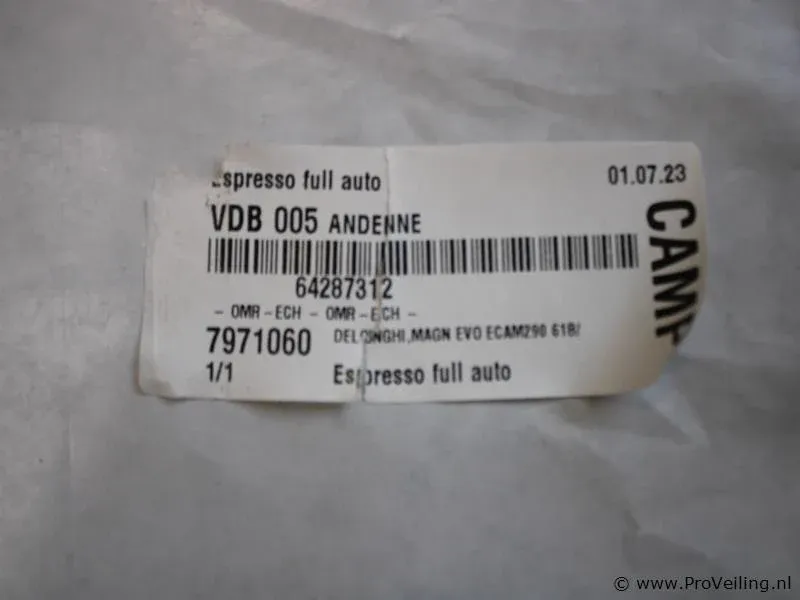 Espresso full auto 01.07.23
VDB 005 ANDENNE
CAMP
64287312
- OMR-ECH - OMR-ECH -
7971060 DELONGHI,MAGN EVO ECAM290 61B/
1/1 Espresso full auto
© www.ProVeiling.nl